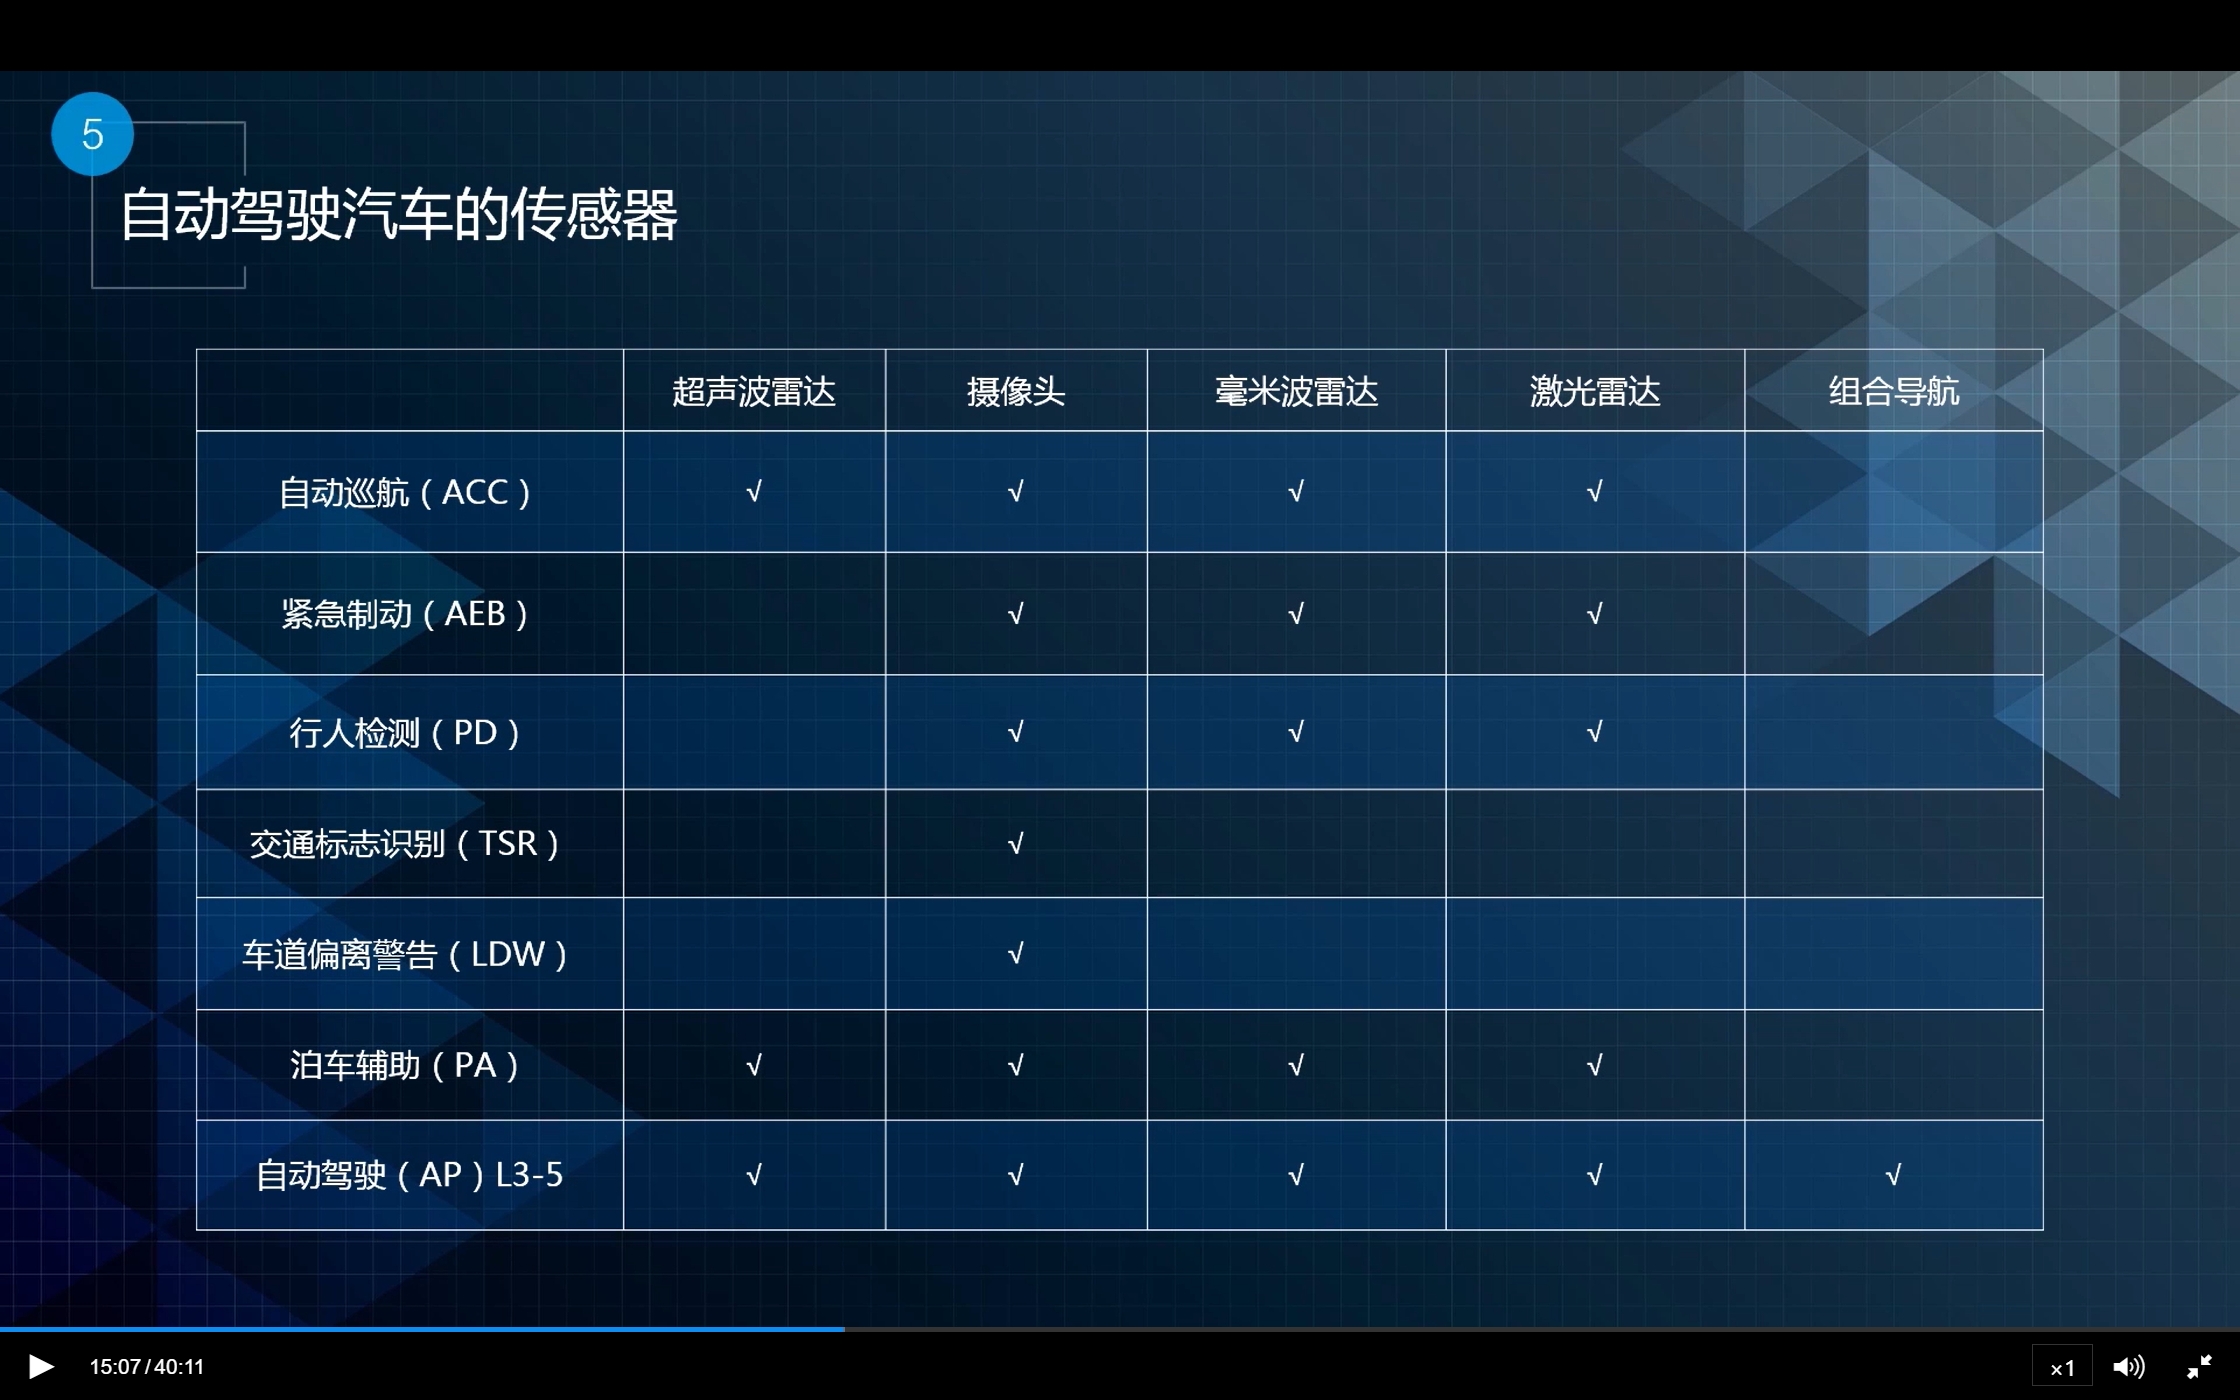 5
自动驾驶汽车的传感器
超声波雷达 摄像头 毫米波雷达 激光雷达 组合导航
自动巡航（ACC） √ √ √ √
紧急制动（AEB） √ √ √
行人检测（PD） √ √ √
交通标志识别（TSR） √
车道偏离警告（LDW） √
泊车辅助（PA） √ √ √ √
自动驾驶（AP）L3-5 √ √ √ √ √
15:07/40:11 ×1